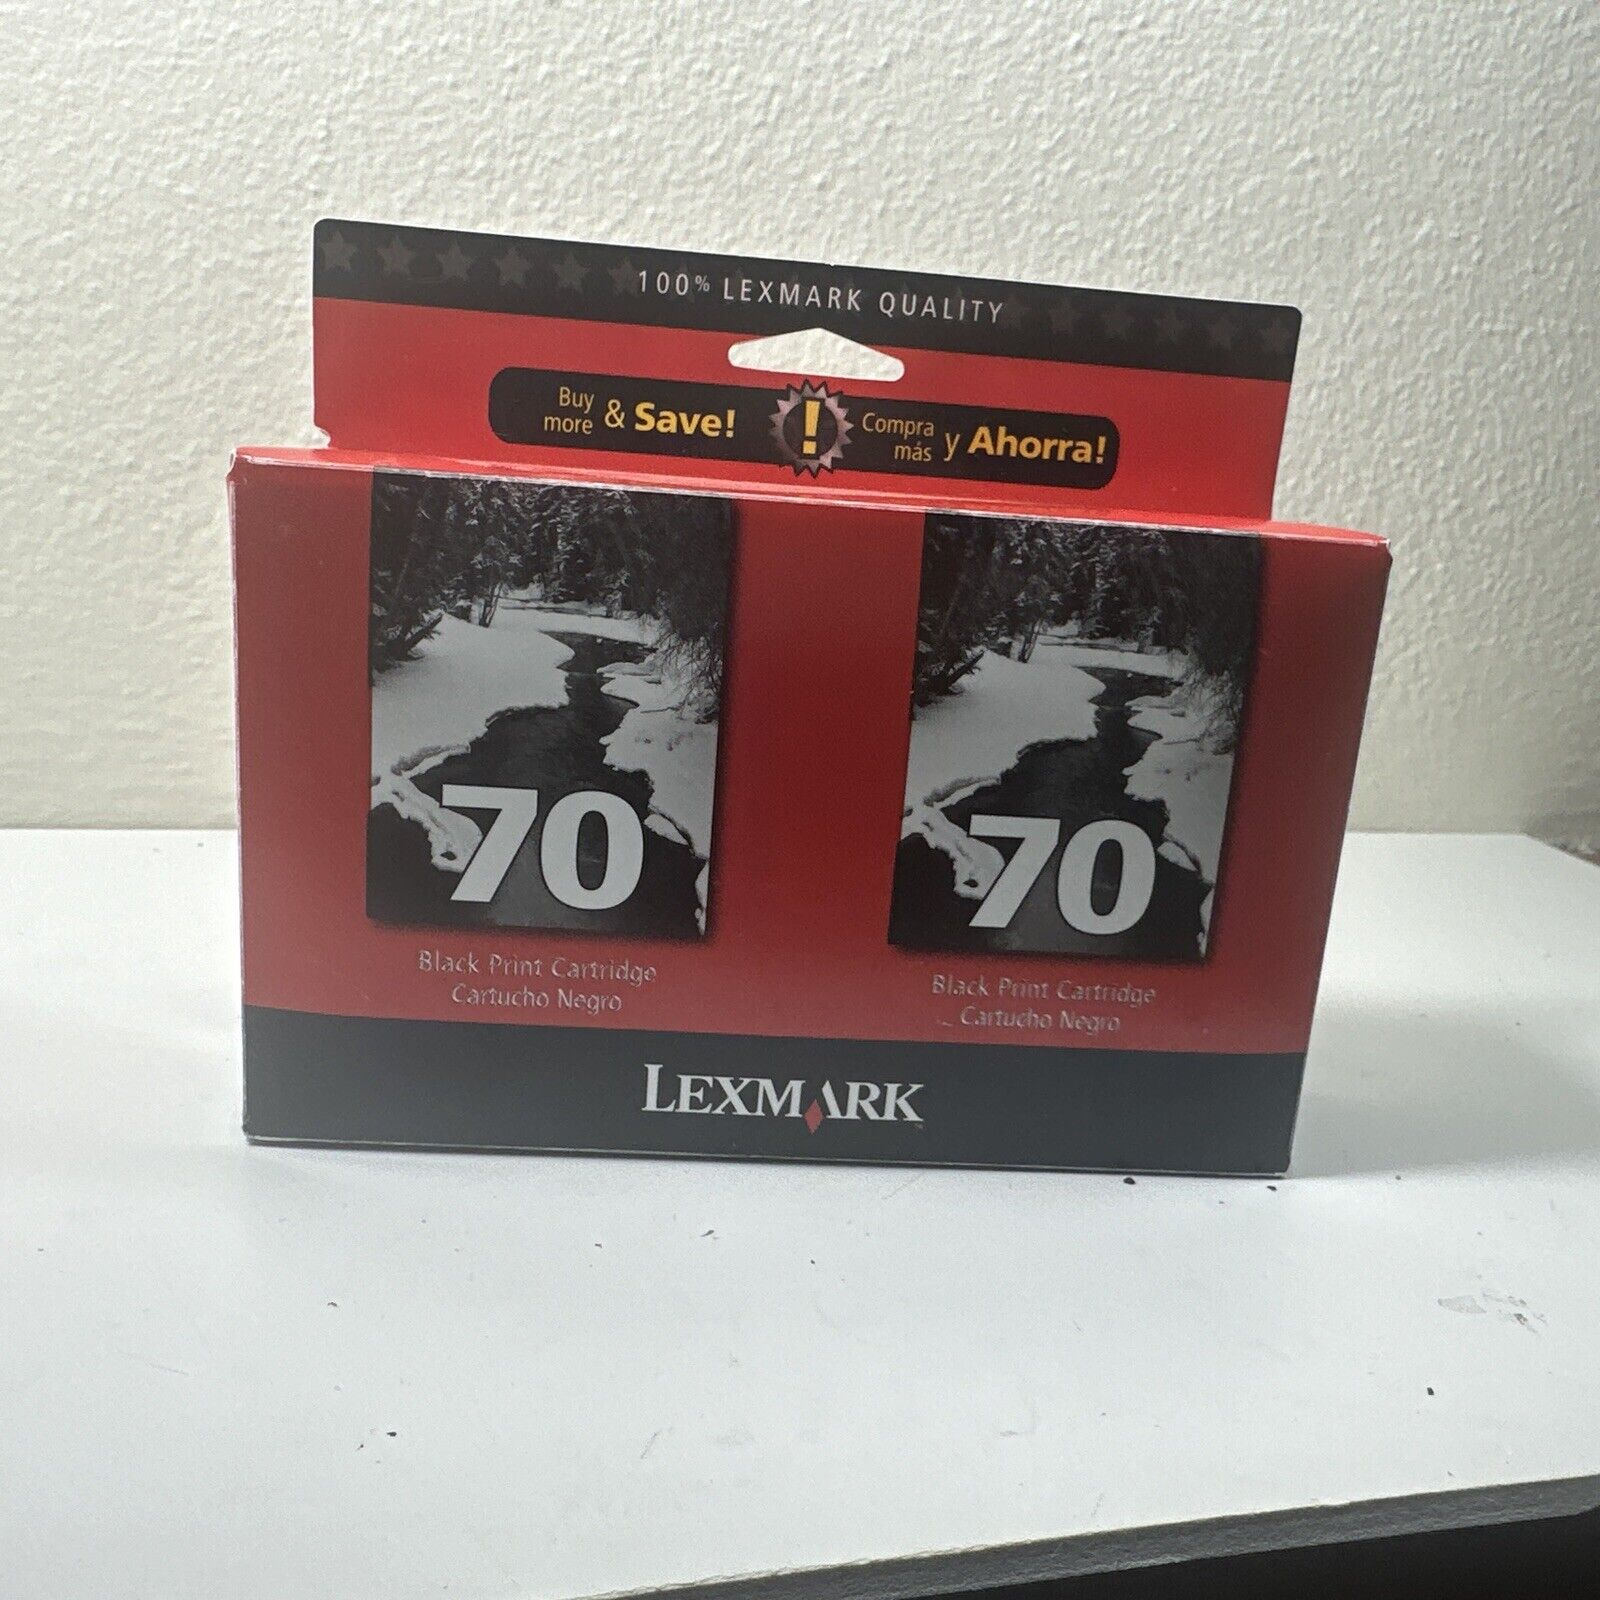 100% LEXMARK QUALITY
Buy more & Save!
!
Compra más y Ahorra!
70
Black Print Cartridge
Cartucho Negro
70
Black Print Cartridge
Cartucho Negro
LEXMARK